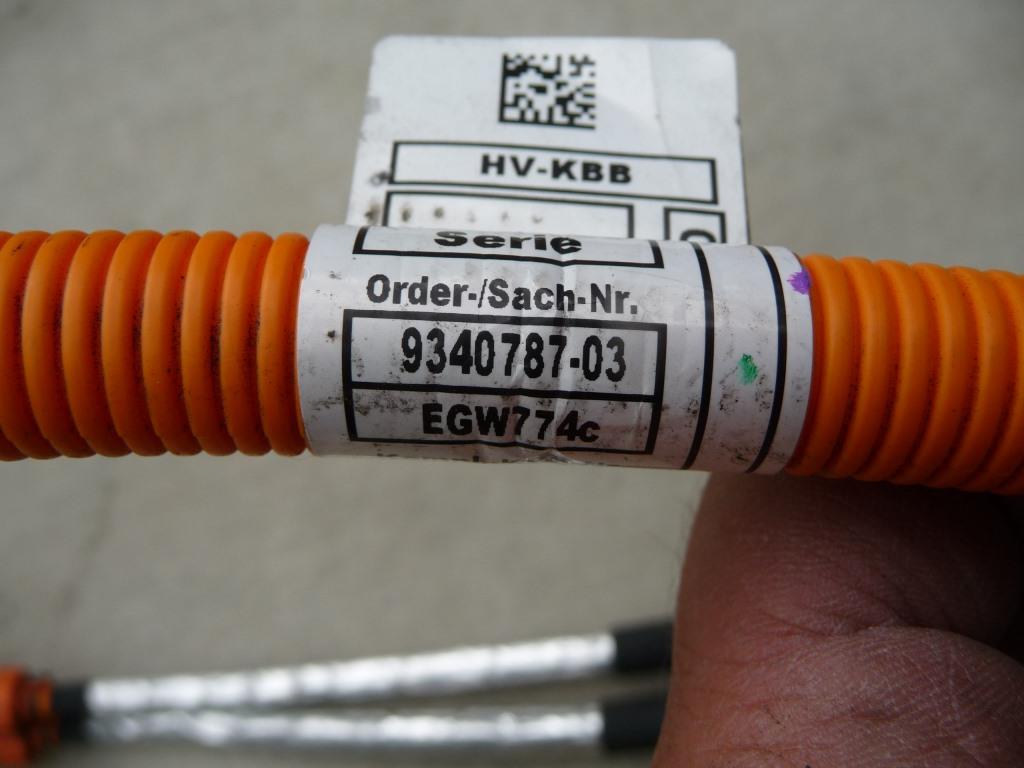 HV-KBB
Serie
Order-/Sach-Nr.
9340787-03
EGW774c